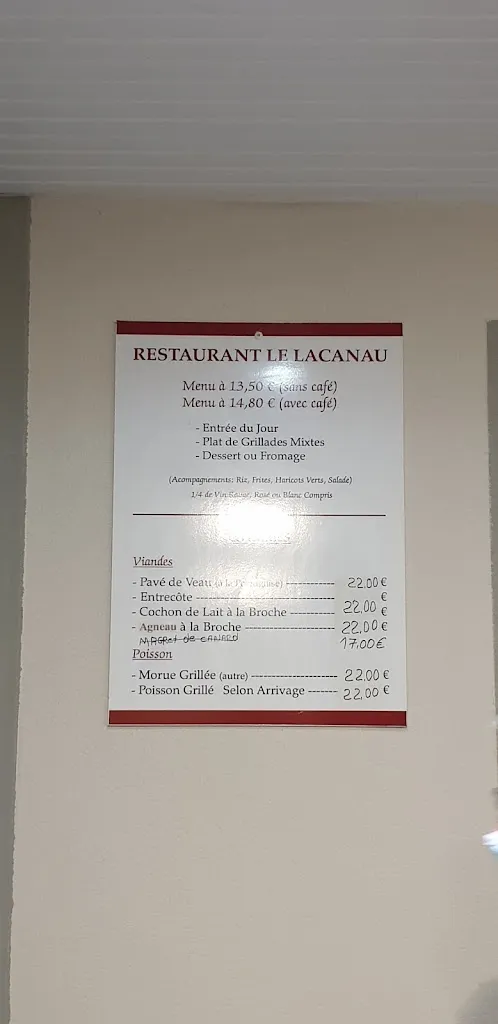 RESTAURANT LE LACANAU
Menu à 13,50 € (sans café)
Menu à 14,80 € (avec café)
- Entrée du Jour
- Plat de Grillades Mixtes
- Dessert ou Fromage
(Acompagnements: Riz, Frites, Haricots Verts, Salade)
1/4 de Vin Rouge, Rosé ou Blanc Compris
Viandes
- Pavé de Veau (à la Portugaise) ------------ 22,00 €
- Entrecôte --------------------------------- €
- Cochon de Lait à la Broche ----------- 22,00 €
- Agneau à la Broche ---------------------- 22,00 €
MAGRET de CANARD 17.00€
Poisson
- Morue Grillée (autre) --------------------- 22,00 €
- Poisson Grillé Selon Arrivage ------- 22,00 €